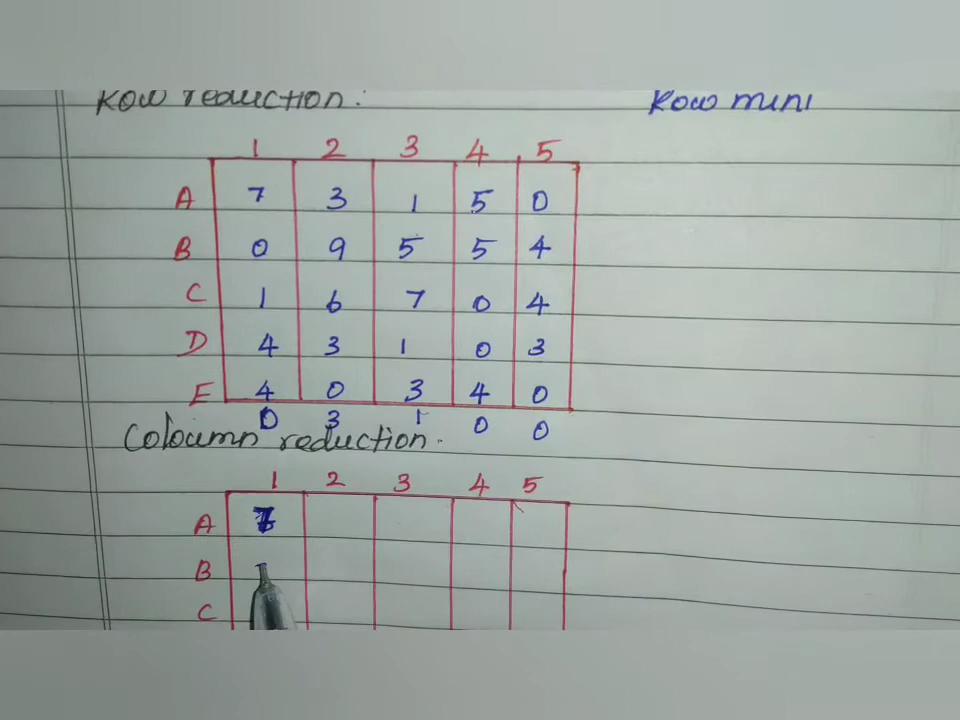 Row reduction: Row mini
1 2 3 4 5
A 7 3 1 5 0
B 0 9 5 5 4
C 1 6 7 0 4
D 4 3 1 0 3
E 4 0 3 4 0
0 3 1 0 0
Coloumn reduction.
1 2 3 4 5
A 7
B
C